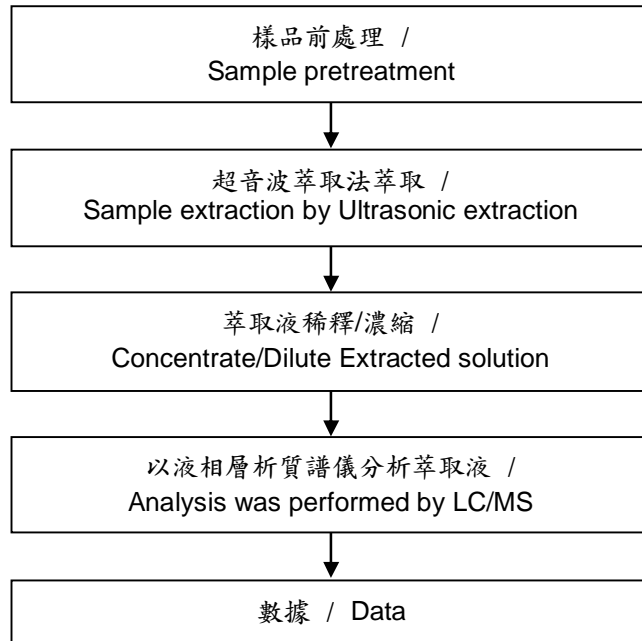 樣品前處理 /
Sample pretreatment
超音波萃取法萃取 /
Sample extraction by Ultrasonic extraction
萃取液稀釋/濃縮 /
Concentrate/Dilute Extracted solution
以液相層析質譜儀分析萃取液 /
Analysis was performed by LC/MS
數據 / Data